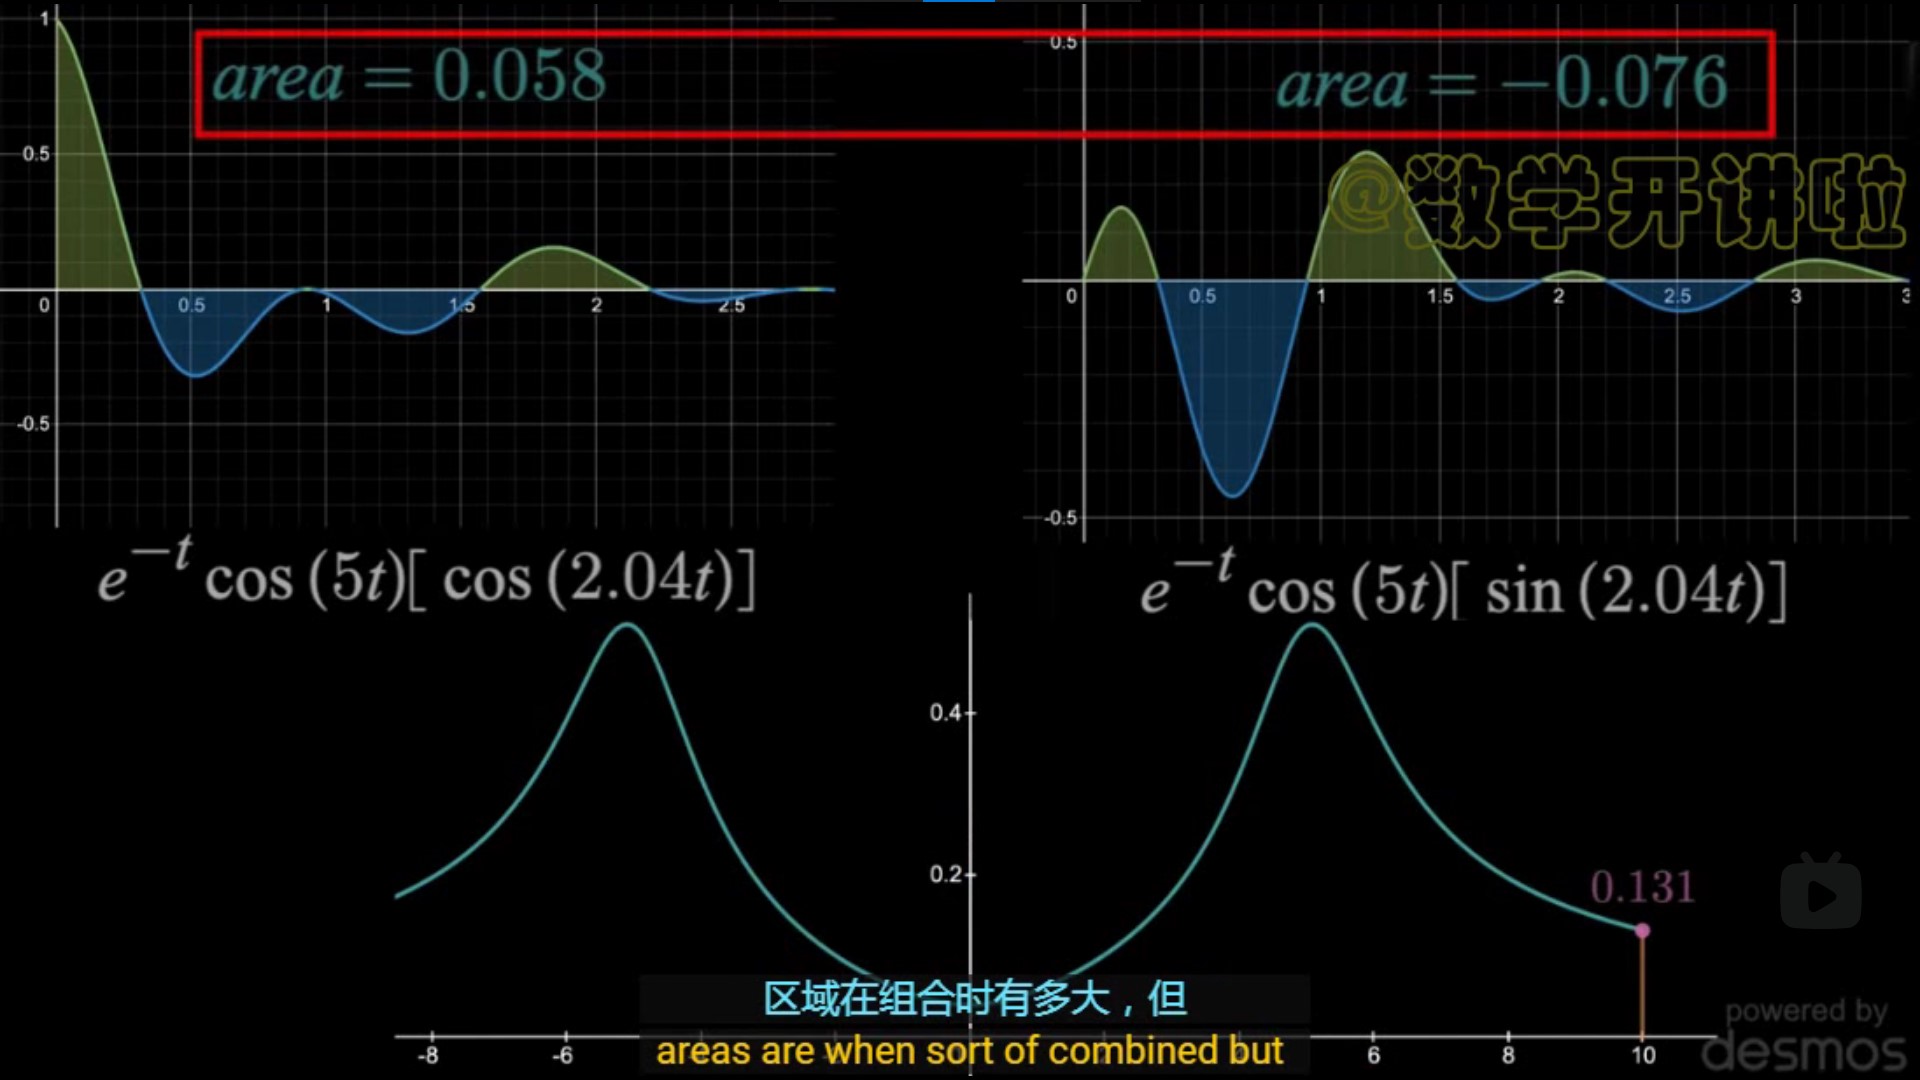 1
0.5
-0.5
0
0.5
1
1.5
2
2.5
area = 0.058
0.5
-0.5
0
0.5
1
1.5
2
2.5
3
area = −0.076
@数学开讲啦
e^{−t} cos (5t)[ cos (2.04t)]
e^{−t} cos (5t)[ sin (2.04t)]
0.4
0.2
0.131
-8
-6
6
8
10
区域在组合时有多大，但
areas are when sort of combined but
powered by
desmos